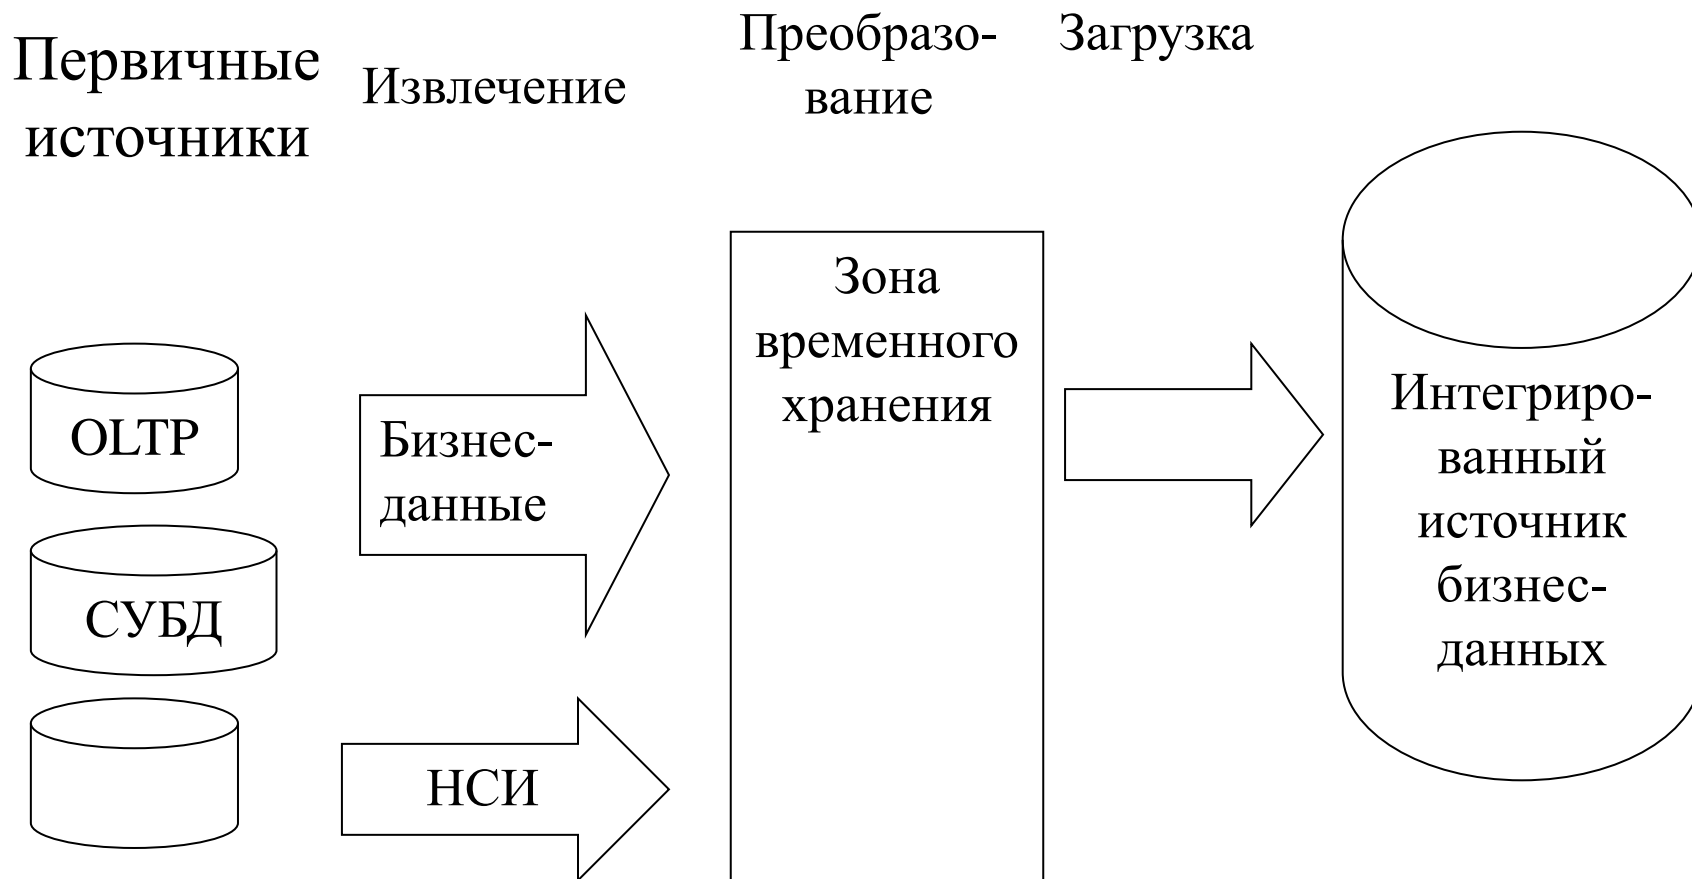 Первичные
источники
Извлечение
Преобразо-
вание
Загрузка
OLTP
СУБД
Бизнес-
данные
НСИ
Зона
временного
хранения
Интегриро-
ванный
источник
бизнес-
данных